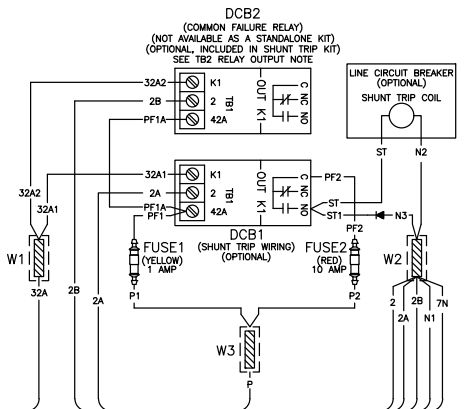 DCB2
(COMMON FAILURE RELAY)
(NOT AVAILABLE AS A STANDALONE KIT)
(OPTIONAL, INCLUDED IN SHUNT TRIP KIT)
SEE TB2 RELAY OUTPUT NOTE
32A2 K1
2B 2
PF1A 42A
TB1
OUT K1
C
NC
NO
LINE CIRCUIT BREAKER
(OPTIONAL)
SHUNT TRIP COIL
ST N2
32A1 K1
2A 2
PF1A
PF1 42A
TB1
OUT K1
C
NC
NO
PF2
ST
ST1 N3
PF2
32A2
32A1
DCB1
(SHUNT TRIP WIRING)
(OPTIONAL)
FUSE1
(YELLOW)
1 AMP
FUSE2
(RED)
10 AMP
W1
W2
32A
2B
2A
P1
P2
2
2A
2B
N1
7N
W3
P